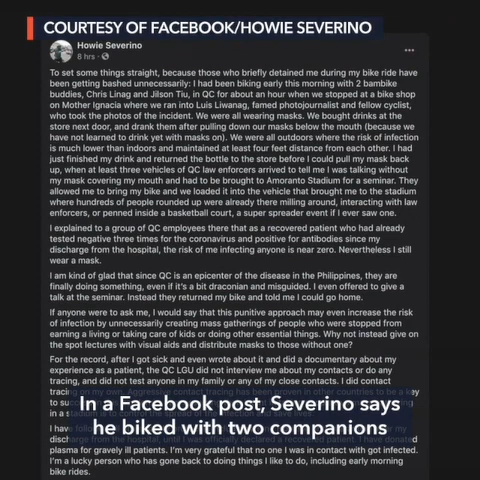 COURTESY OF FACEBOOK/HOWIE SEVERINO
Howie Severino
8 hrs ·
To set some things straight, because those who briefly detained me during my bike ride have
been getting bashed unnecessarily: I had been biking early this morning with 2 bambike
buddies, Chris Linag and Jilson Tiu, in QC for about an hour when we stopped at a bike shop
on Mother Ignacia where we ran into Luis Liwanag, famed photojournalist and fellow cyclist,
who took the photos of the incident. We were all wearing masks. We bought drinks at the
store next door, and drank them after pulling down our masks below the mouth (because we
have not learned to drink yet with masks on). We were all outdoors where the risk of infection
is much lower than indoors and maintained at least four feet distance from each other. I had
just finished my drink and returned the bottle to the store before I could pull my mask back
up, when at least three vehicles of QC law enforcers arrived to tell me I was talking without
my mask covering my mouth and had to be brought to Amoranto Stadium for a seminar. They
allowed me to bring my bike and we loaded it into the vehicle that brought me to the stadium
where hundreds of people rounded up were already there milling around, interacting with law
enforcers, or penned inside a basketball court, a super spreader event if I ever saw one.
I explained to a group of QC employees there that as a recovered patient who had already
tested negative three times for the coronavirus and positive for antibodies since my
discharge from the hospital, the risk of me infecting anyone is near zero. Nevertheless I still
wear a mask.
I am kind of glad that since QC is an epicenter of the disease in the Philippines, they are
finally doing something, even if it's a bit draconian and misguided. I even offered to give a
talk at the seminar. Instead they returned my bike and told me I could go home.
If anyone were to ask me, I would say that this punitive approach may even increase the risk
of infection by unnecessarily creating mass gatherings of people who were stopped from
earning a living or taking care of kids or doing other essential things. Why not instead give on
the spot lectures with visual aids and distribute masks to those without one?
For the record, after I got sick and even wrote about it and did a documentary about my
experience as a patient, the QC LGU did not interview me about my contacts or do any
tracing, and did not test anyone in my family or any of my close contacts. I did contact
tracing on my own. Aggressive contact tracing has been proven in other countries to be a key
to
in a stadium
In a Facebook post, Severino says
he biked with two companions
I have
discharge from the hospital, until I was officially declared a recovered patient. I have donated
plasma for gravely ill patients. I'm very grateful that no one I was in contact with got infected.
I'm a lucky person who has gone back to doing things I like to do, including early morning
bike rides.